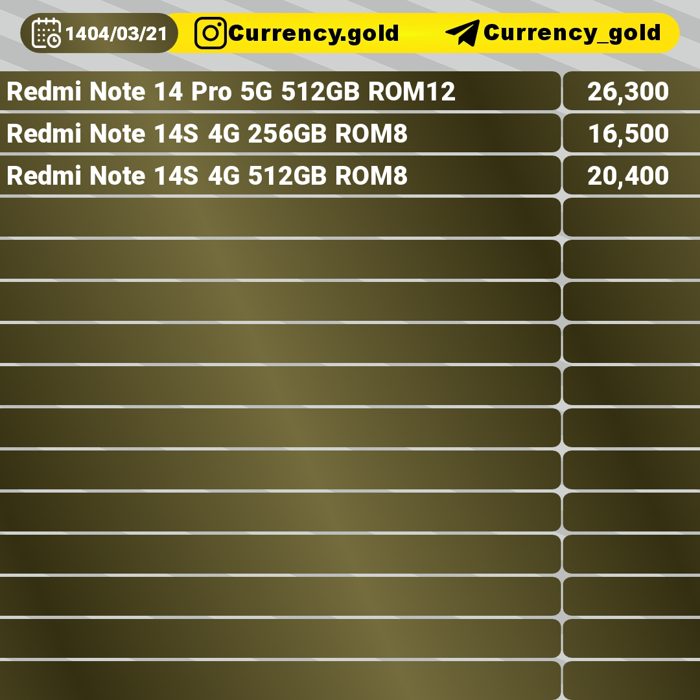 1404/03/21 Currency.gold Currency_gold
Redmi Note 14 Pro 5G 512GB ROM12 26,300
Redmi Note 14S 4G 256GB ROM8 16,500
Redmi Note 14S 4G 512GB ROM8 20,400